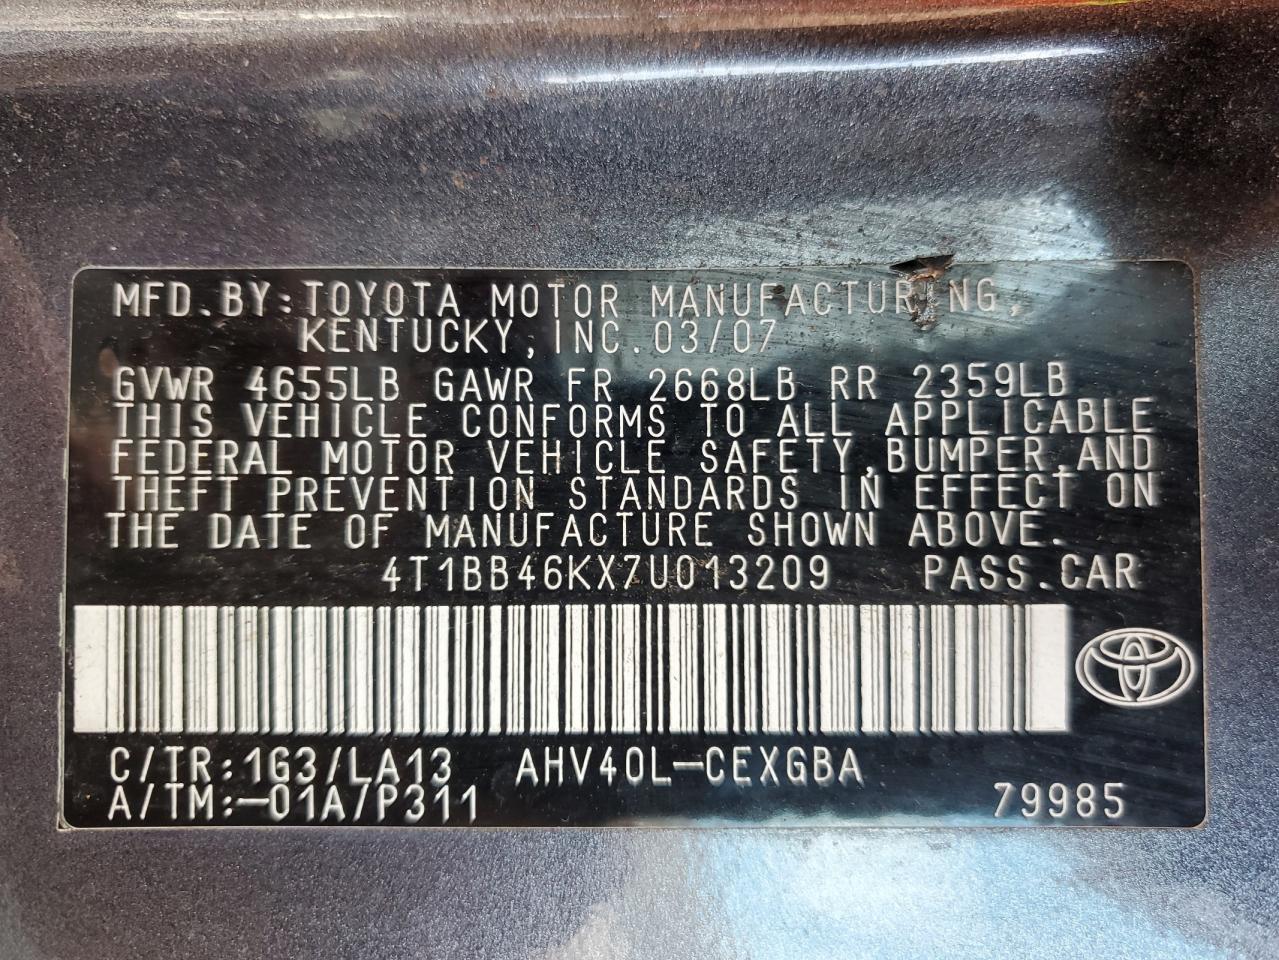 MFD.BY:TOYOTA MOTOR MANUFACTURING,
KENTUCKY,INC.03/07
GVWR 4655LB GAWR FR 2668LB RR 2359LB
THIS VEHICLE CONFORMS TO ALL APPLICABLE
FEDERAL MOTOR VEHICLE SAFETY,BUMPER,AND
THEFT PREVENTION STANDARDS IN EFFECT ON
THE DATE OF MANUFACTURE SHOWN ABOVE.
4T1BB46KX7U013209 PASS.CAR
C/TR:1G3/LA13 AHV40L-CEXGBA
A/TM:-01A/P311 79985